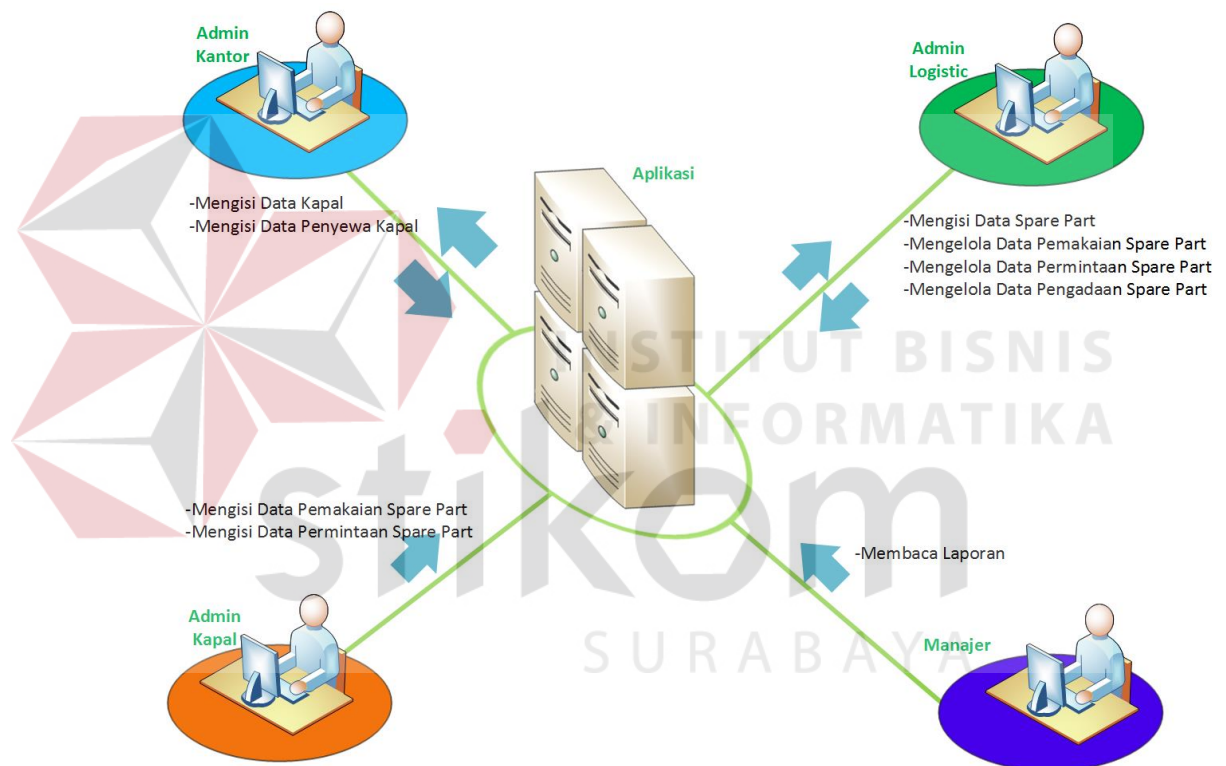 Admin
Kantor
Admin
Logistic
Aplikasi
-Mengisi Data Kapal
-Mengisi Data Penyewa Kapal
-Mengisi Data Spare Part
-Mengelola Data Pemakaian Spare Part
-Mengelola Data Permintaan Spare Part
-Mengelola Data Pengadaan Spare Part
INSTITUT BISNIS
& INFORMATIKA
stikom
SURABAYA
-Mengisi Data Pemakaian Spare Part
-Mengisi Data Permintaan Spare Part
-Membaca Laporan
Admin
Kapal
Manajer